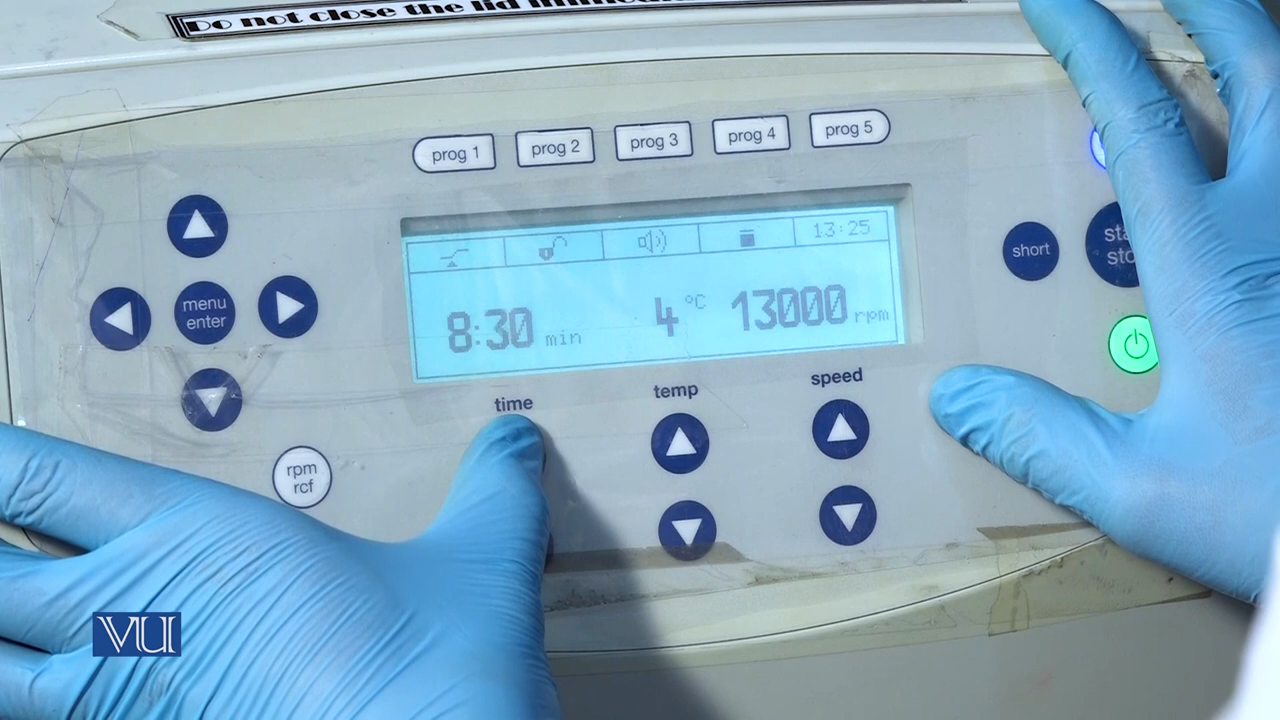 Do not close the lid
prog 1 prog 2 prog 3 prog 4 prog 5
13:25
8:30 min 4 °C 13000 rpm
menu
enter
short
time temp speed
rpm
rcf
VU